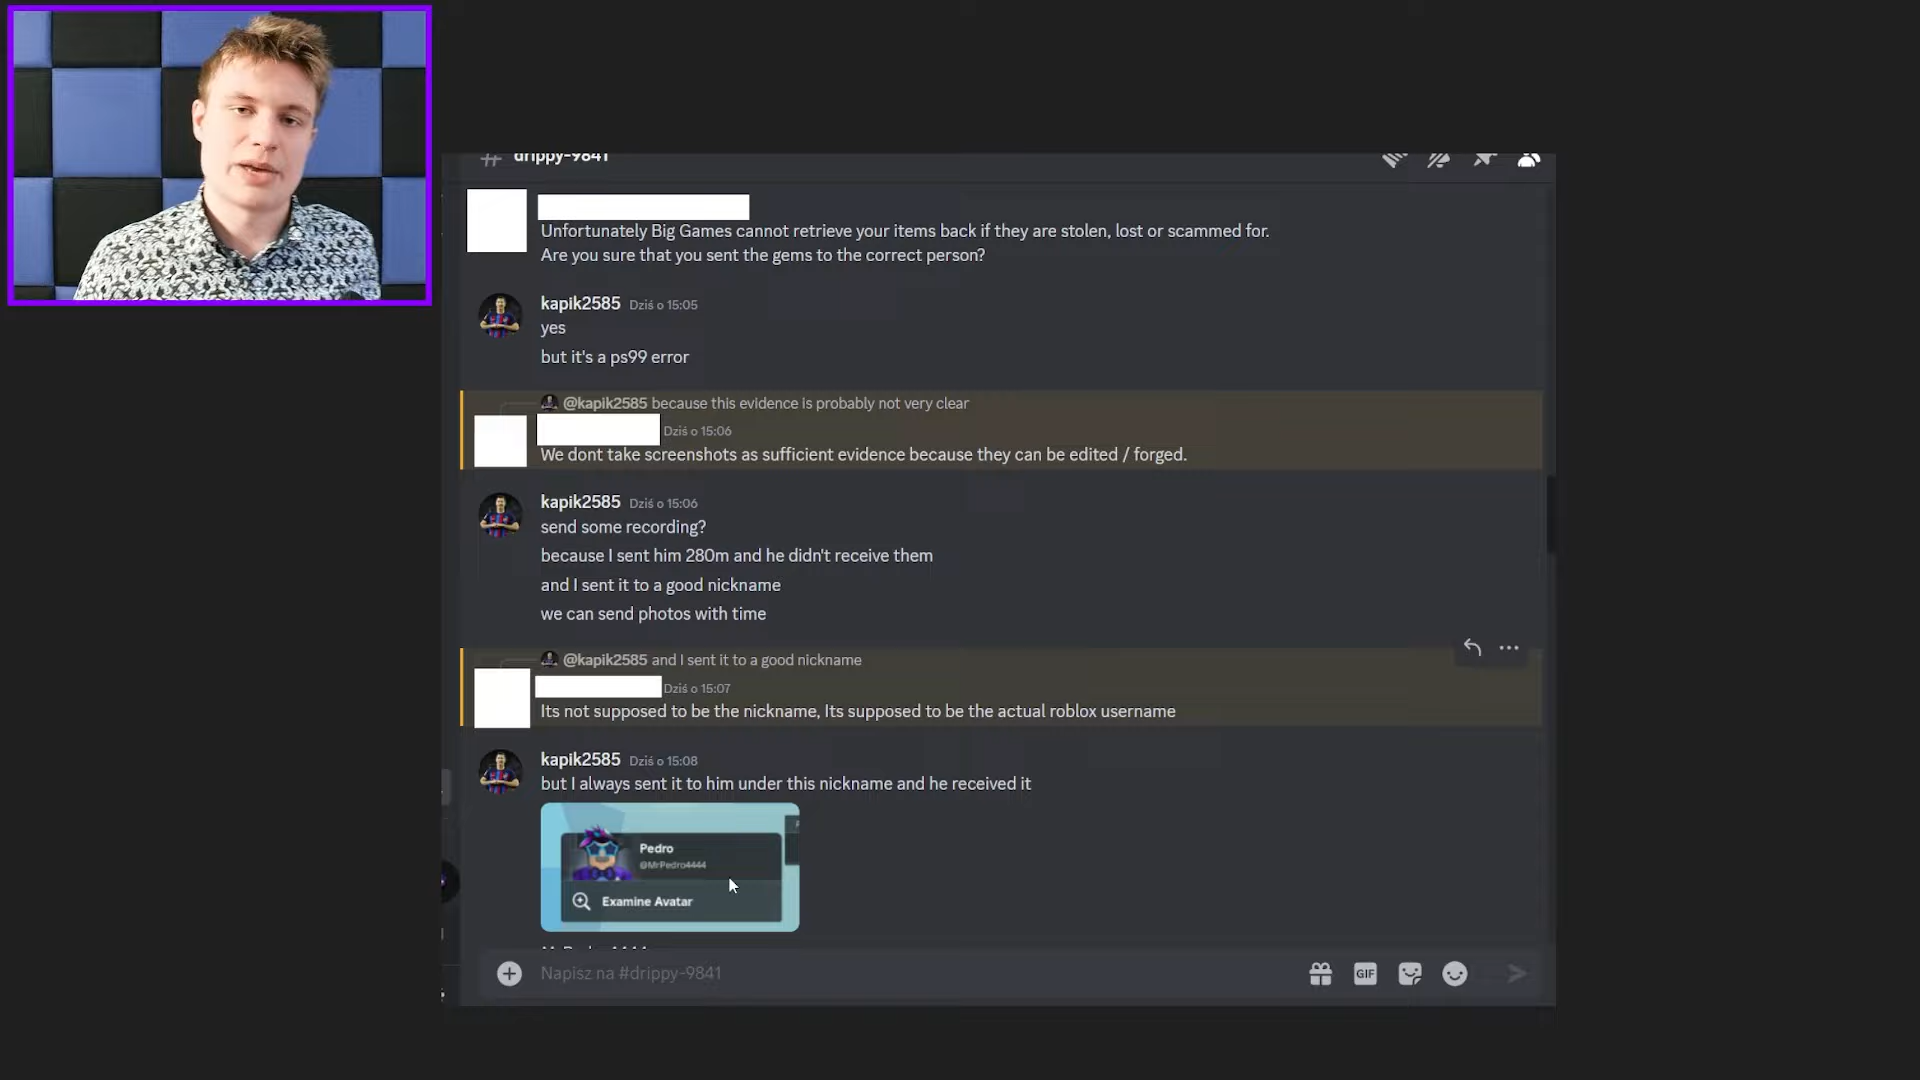 drippy-9841
Unfortunately Big Games cannot retrieve your items back if they are stolen, lost or scammed for.
Are you sure that you sent the gems to the correct person?
kapik2585 Dziś o 15:05
yes
but it's a ps99 error
@kapik2585 because this evidence is probably not very clear
Dziś o 15:06
We dont take screenshots as sufficient evidence because they can be edited / forged.
kapik2585 Dziś o 15:06
send some recording?
because I sent him 280m and he didn't receive them
and I sent it to a good nickname
we can send photos with time
@kapik2585 and I sent it to a good nickname
Dziś o 15:07
Its not supposed to be the nickname, Its supposed to be the actual roblox username
kapik2585 Dziś o 15:08
but I always sent it to him under this nickname and he received it
Pedro
@MrPedro4444
Examine Avatar
Napisz na #drippy-9841
GIF